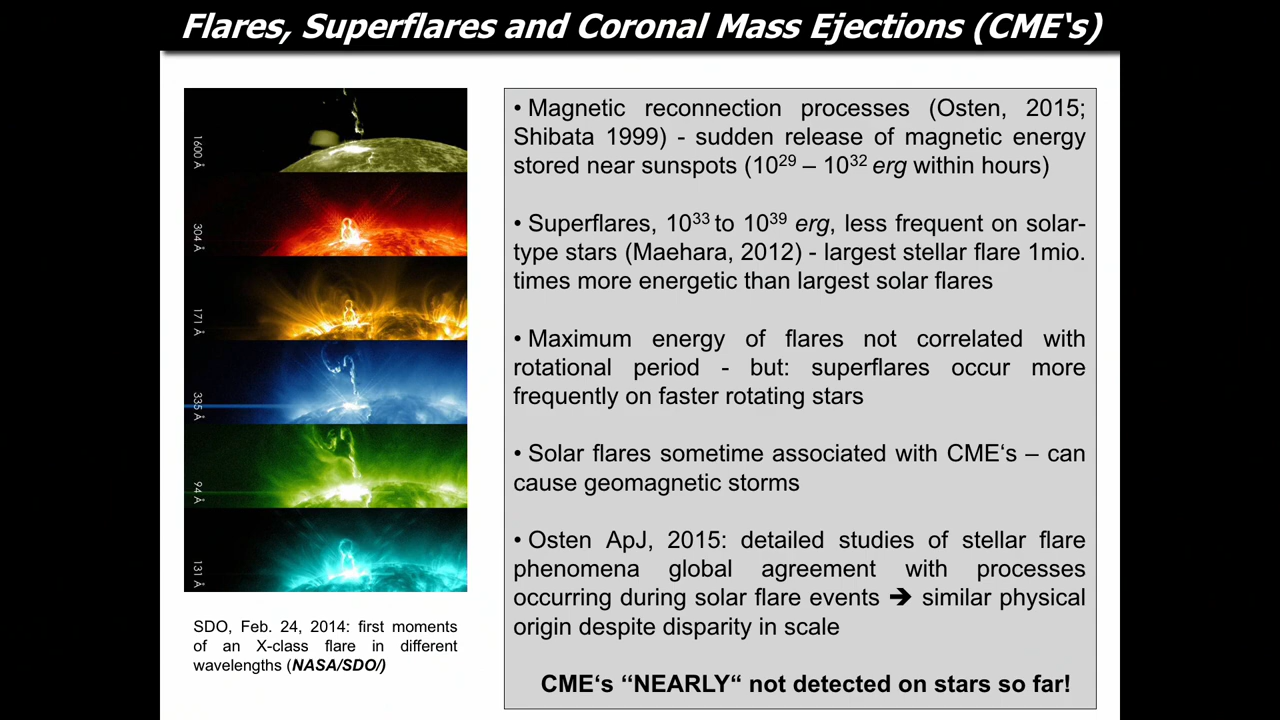 Flares, Superflares and Coronal Mass Ejections (CME‘s)
1600 Å
304 Å
171 Å
335 Å
94 Å
131 Å
SDO, Feb. 24, 2014: first moments
of an X-class flare in different
wavelengths (NASA/SDO/)
• Magnetic reconnection processes (Osten, 2015;
Shibata 1999) - sudden release of magnetic energy
stored near sunspots (10²⁹ – 10³² erg within hours)
• Superflares, 10³³ to 10³⁹ erg, less frequent on solar-
type stars (Maehara, 2012) - largest stellar flare 1mio.
times more energetic than largest solar flares
• Maximum energy of flares not correlated with
rotational period - but: superflares occur more
frequently on faster rotating stars
• Solar flares sometime associated with CME‘s – can
cause geomagnetic storms
• Osten ApJ, 2015: detailed studies of stellar flare
phenomena global agreement with processes
occurring during solar flare events ➔ similar physical
origin despite disparity in scale
CME‘s “NEARLY“ not detected on stars so far!